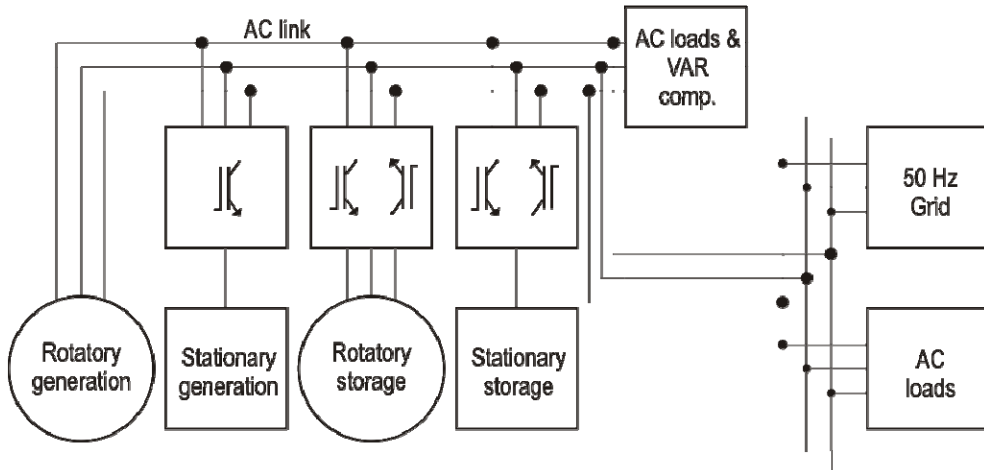 AC link
AC loads &
VAR
comp.
50 Hz
Grid
Rotatory
generation
Stationary
generation
Rotatory
storage
Stationary
storage
AC
loads